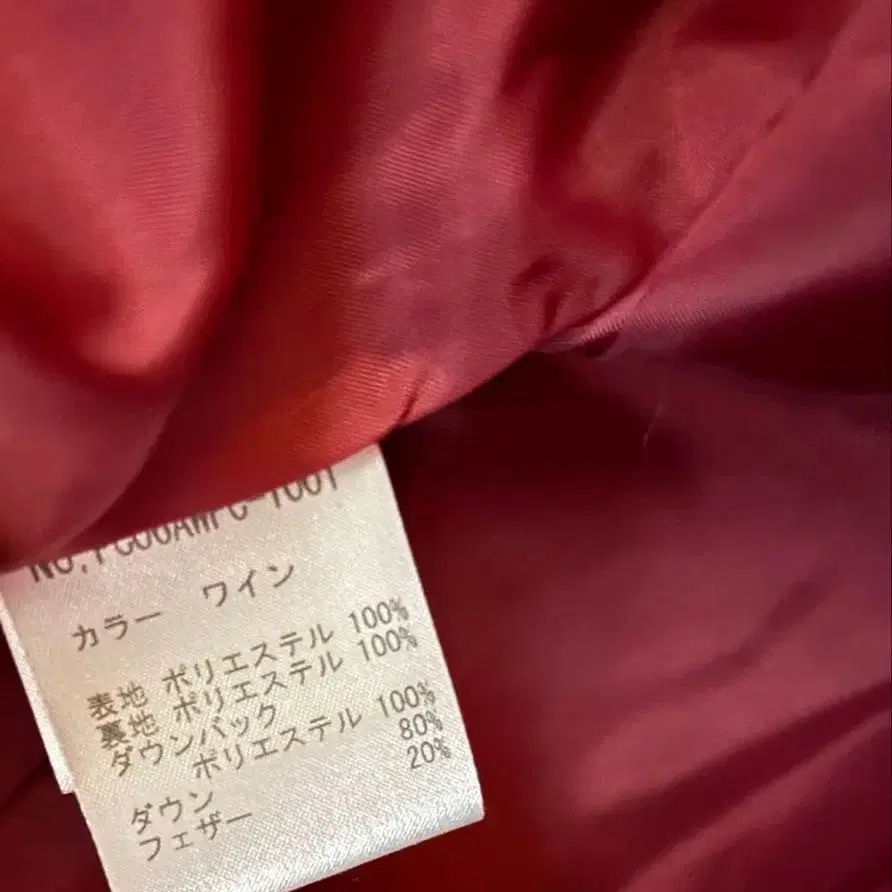 カラー ワイン
表地 ポリエステル 100%
裏地 ポリエステル 100%
ダウンバック
ポリエステル 100%
ダウン 80%
フェザー 20%